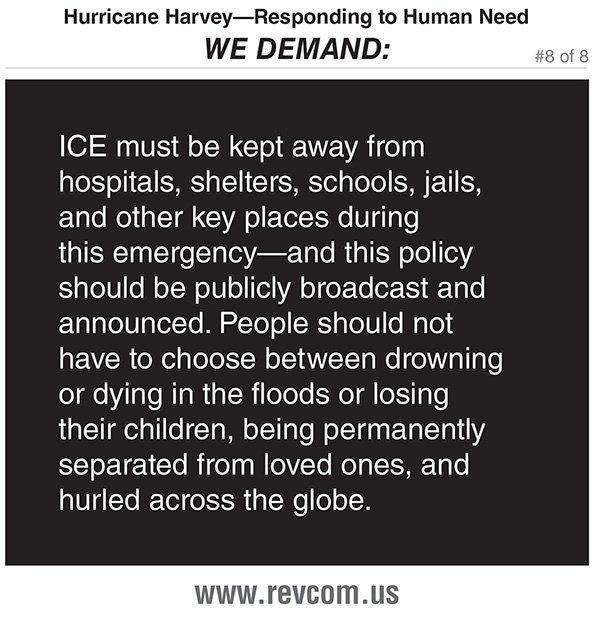 Hurricane Harvey—Responding to Human Need
WE DEMAND:
#8 of 8
ICE must be kept away from
hospitals, shelters, schools, jails,
and other key places during
this emergency—and this policy
should be publicly broadcast and
announced. People should not
have to choose between drowning
or dying in the floods or losing
their children, being permanently
separated from loved ones, and
hurled across the globe.
www.revcom.us